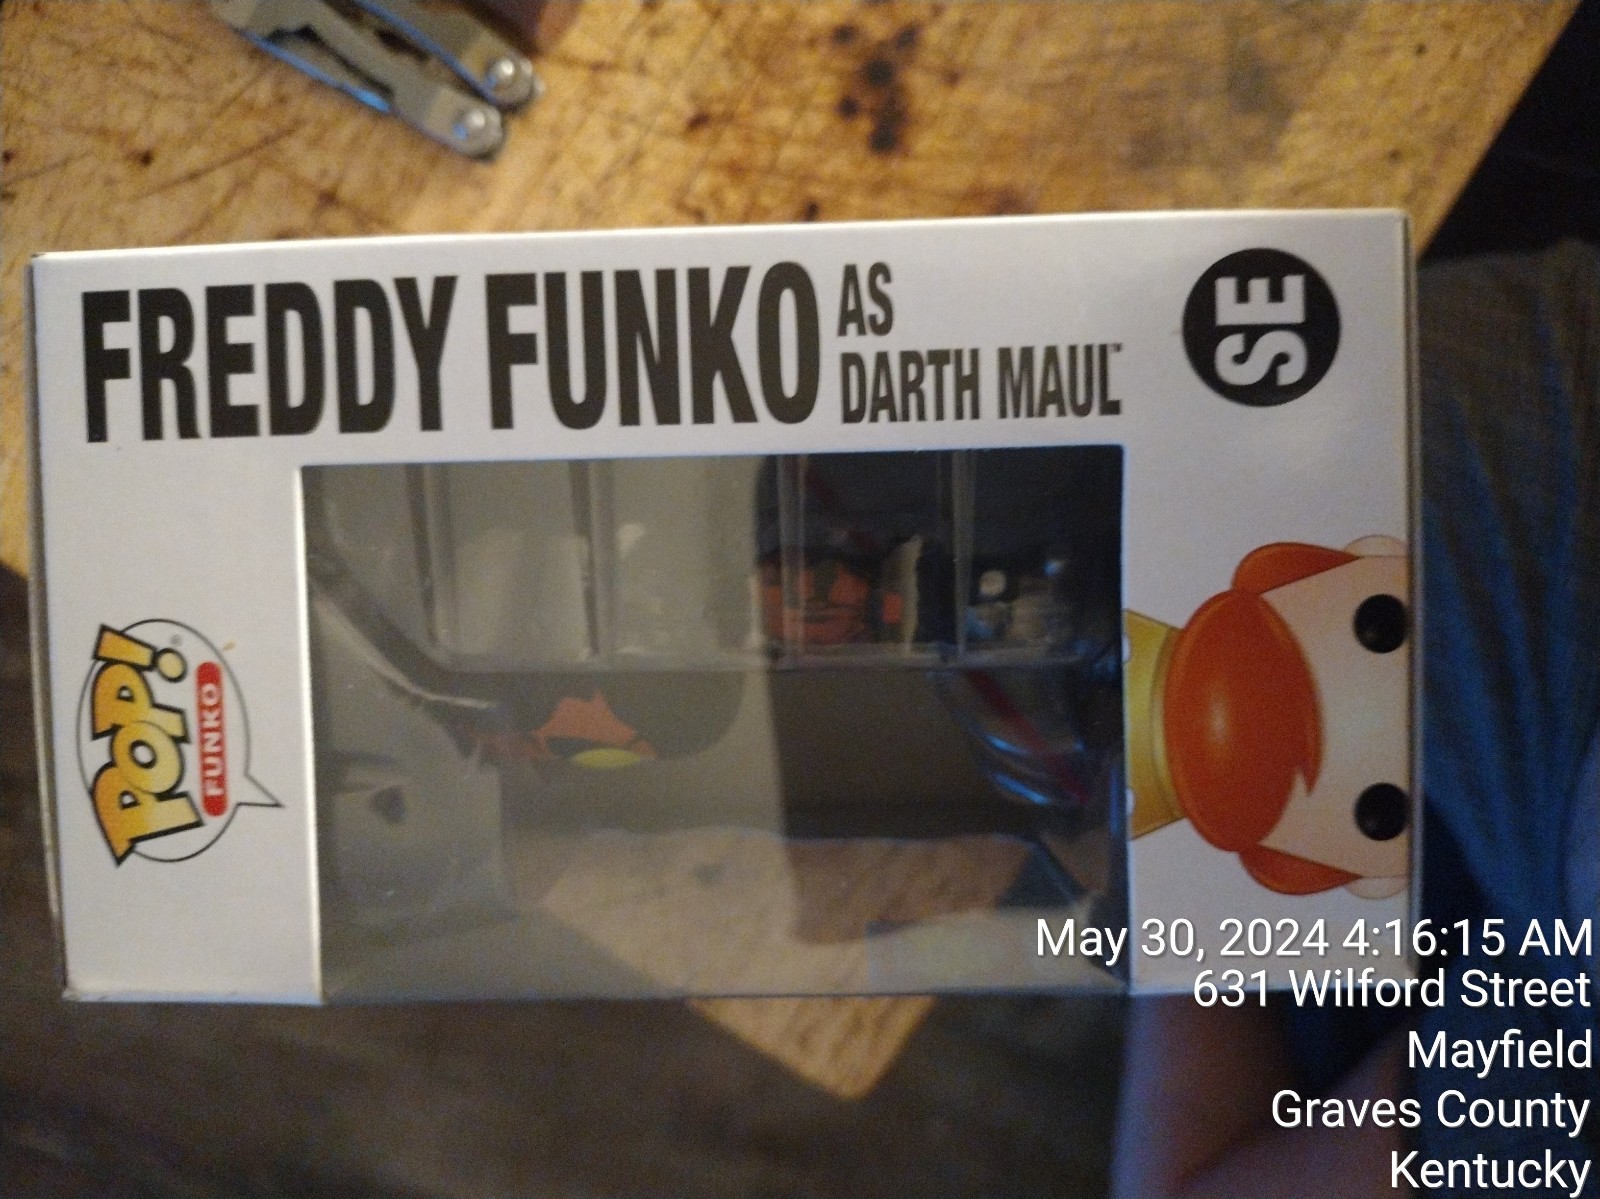 FREDDY FUNKO AS
DARTH MAUL™
SE
POP!®
FUNKO
May 30, 2024 4:16:15 AM
631 Wilford Street
Mayfield
Graves County
Kentucky